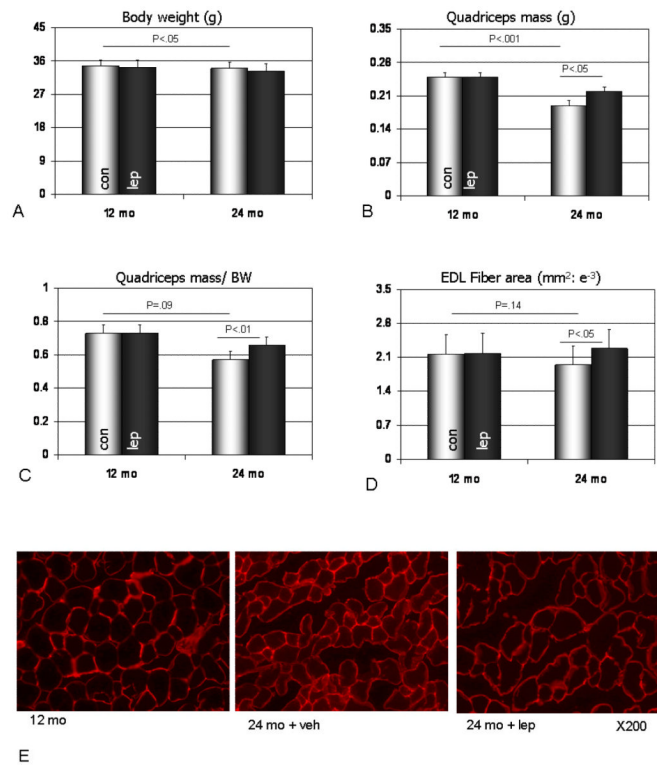 Body weight (g)
45
36
27
18
9
0
P<.05
con
lep
12 mo
24 mo
A
Quadriceps mass (g)
0.35
0.28
0.21
0.14
0.07
0
P<.001
P<.05
12 mo
24 mo
B
Quadriceps mass/ BW
1
0.8
0.6
0.4
0.2
0
P=.09
P<.01
con
lep
12 mo
24 mo
C
EDL Fiber area (mm²: e⁻³)
3.5
2.8
2.1
1.4
0.7
0
P=.14
P<.05
con
lep
12 mo
24 mo
D
12 mo
24 mo + veh
24 mo + lep
X200
E